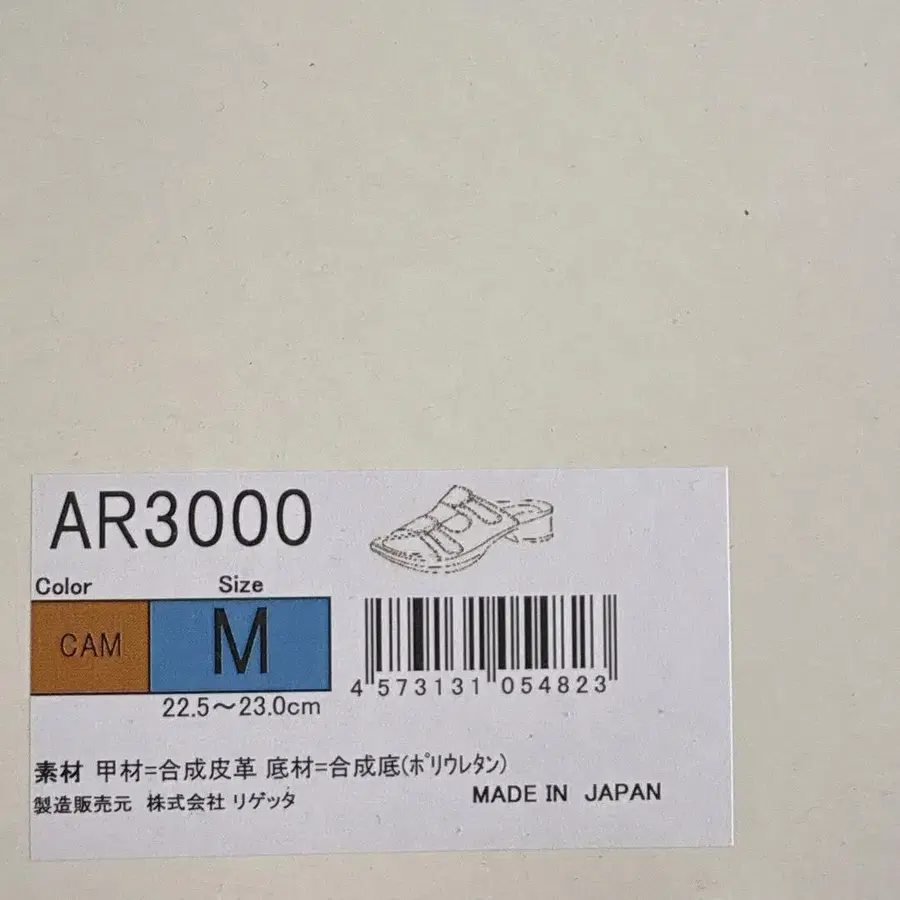 AR3000
Color Size
CAM M
22.5～23.0cm
4 573131 054823
素材 甲材=合成皮革 底材=合成底(ﾎﾟﾘｳﾚﾀﾝ)
製造販売元 株式会社 リゲッタ MADE IN JAPAN